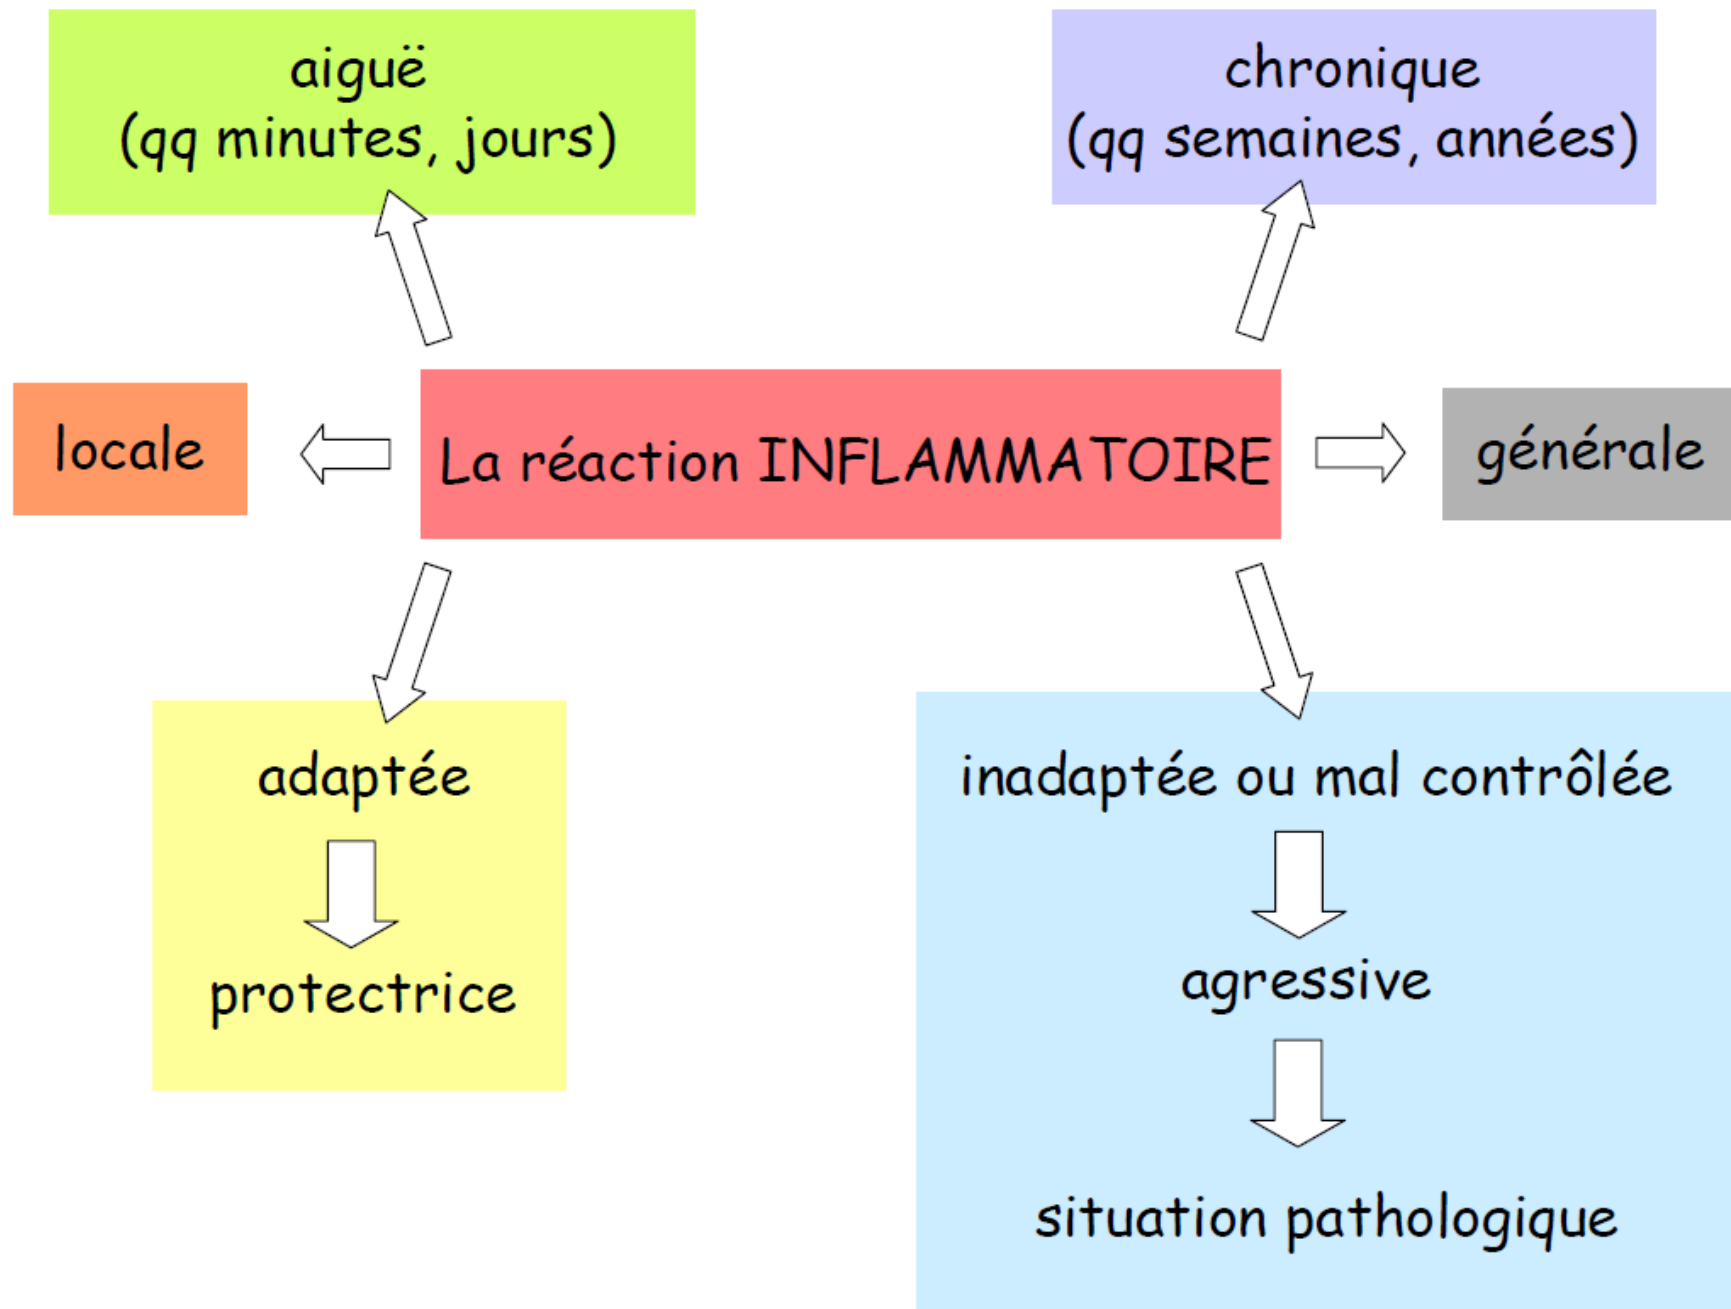 aiguë
(qq minutes, jours)
chronique
(qq semaines, années)
locale
La réaction INFLAMMATOIRE
générale
adaptée
protectrice
inadaptée ou mal contrôlée
agressive
situation pathologique